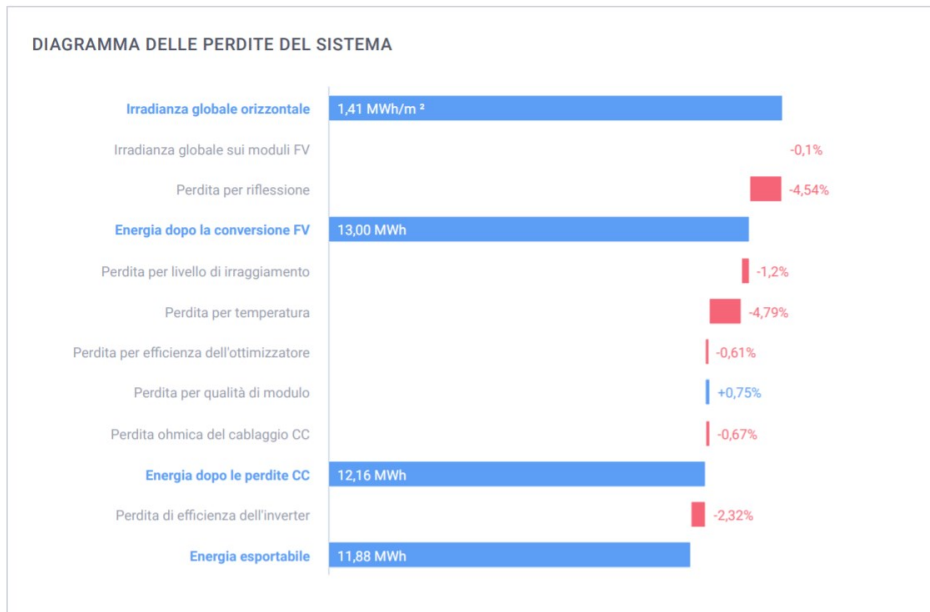 DIAGRAMMA DELLE PERDITE DEL SISTEMA
Irradianza globale orizzontale 1,41 MWh/m ²
Irradianza globale sui moduli FV -0,1%
Perdita per riflessione -4,54%
Energia dopo la conversione FV 13,00 MWh
Perdita per livello di irraggiamento -1,2%
Perdita per temperatura -4,79%
Perdita per efficienza dell'ottimizzatore -0,61%
Perdita per qualità di modulo +0,75%
Perdita ohmica del cablaggio CC -0,67%
Energia dopo le perdite CC 12,16 MWh
Perdita di efficienza dell'inverter -2,32%
Energia esportabile 11,88 MWh